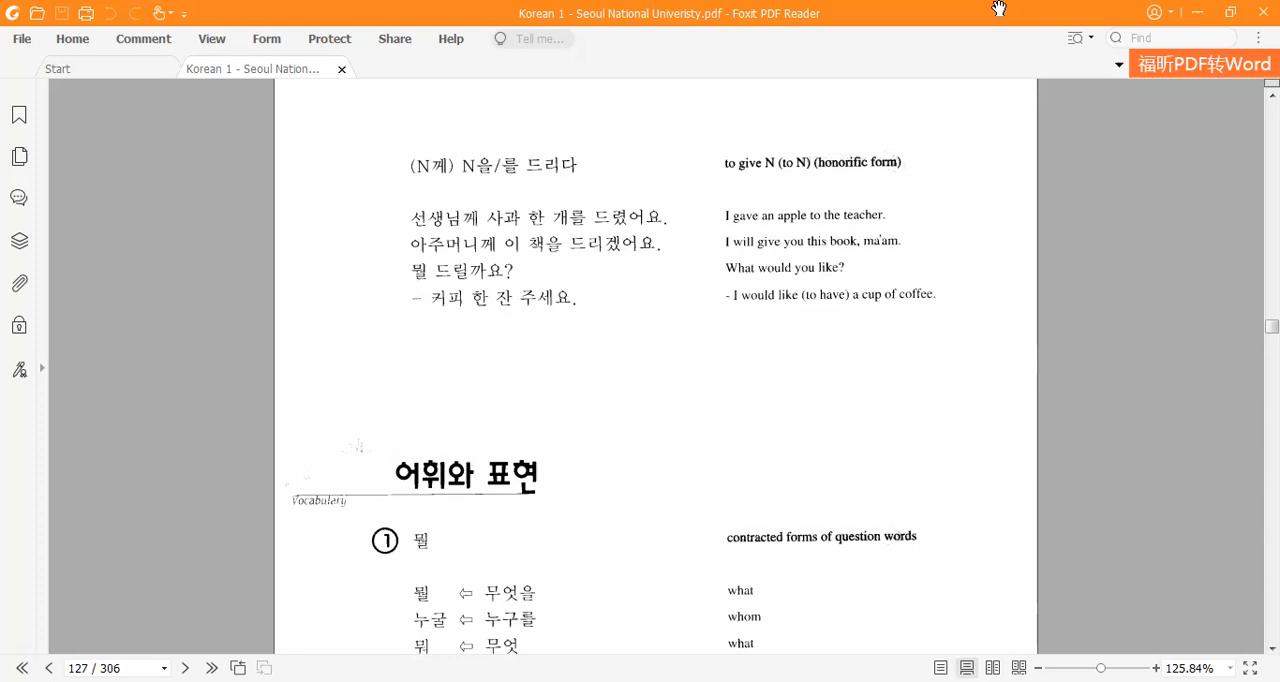 Korean 1 - Seoul National Univeristy.pdf - Foxit PDF Reader
File Home Comment View Form Protect Share Help Tell me... Find
Start Korean 1 - Seoul Nation...
福昕PDF转Word
(N께) N을/를 드리다 to give N (to N) (honorific form)
선생님께 사과 한 개를 드렸어요. I gave an apple to the teacher.
아주머니께 이 책을 드리겠어요. I will give you this book, ma'am.
뭘 드릴까요? What would you like?
- 커피 한 잔 주세요. - I would like (to have) a cup of coffee.
어휘와 표현
Vocabulary
① 뭘 contracted forms of question words
뭘 ⇦ 무엇을 what
누굴 ⇦ 누구를 whom
뭐 ⇦ 무엇 what
127 / 306 125.84%